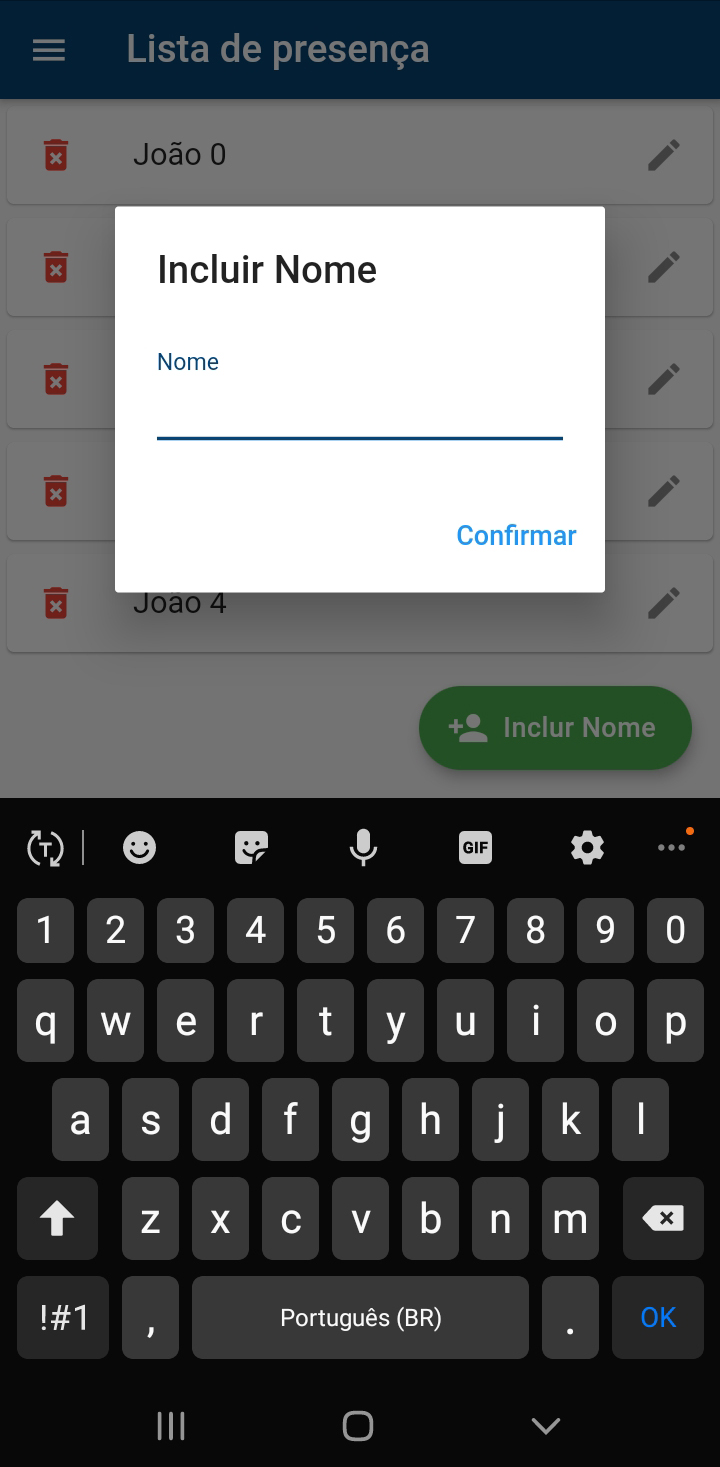 Lista de presença
João 0
Incluir Nome
Nome
Confirmar
João 4
Inclur Nome
T
GIF
1 2 3 4 5 6 7 8 9 0
q w e r t y u i o p
a s d f g h j k l
z x c v b n m
!#1 , Português (BR) . OK